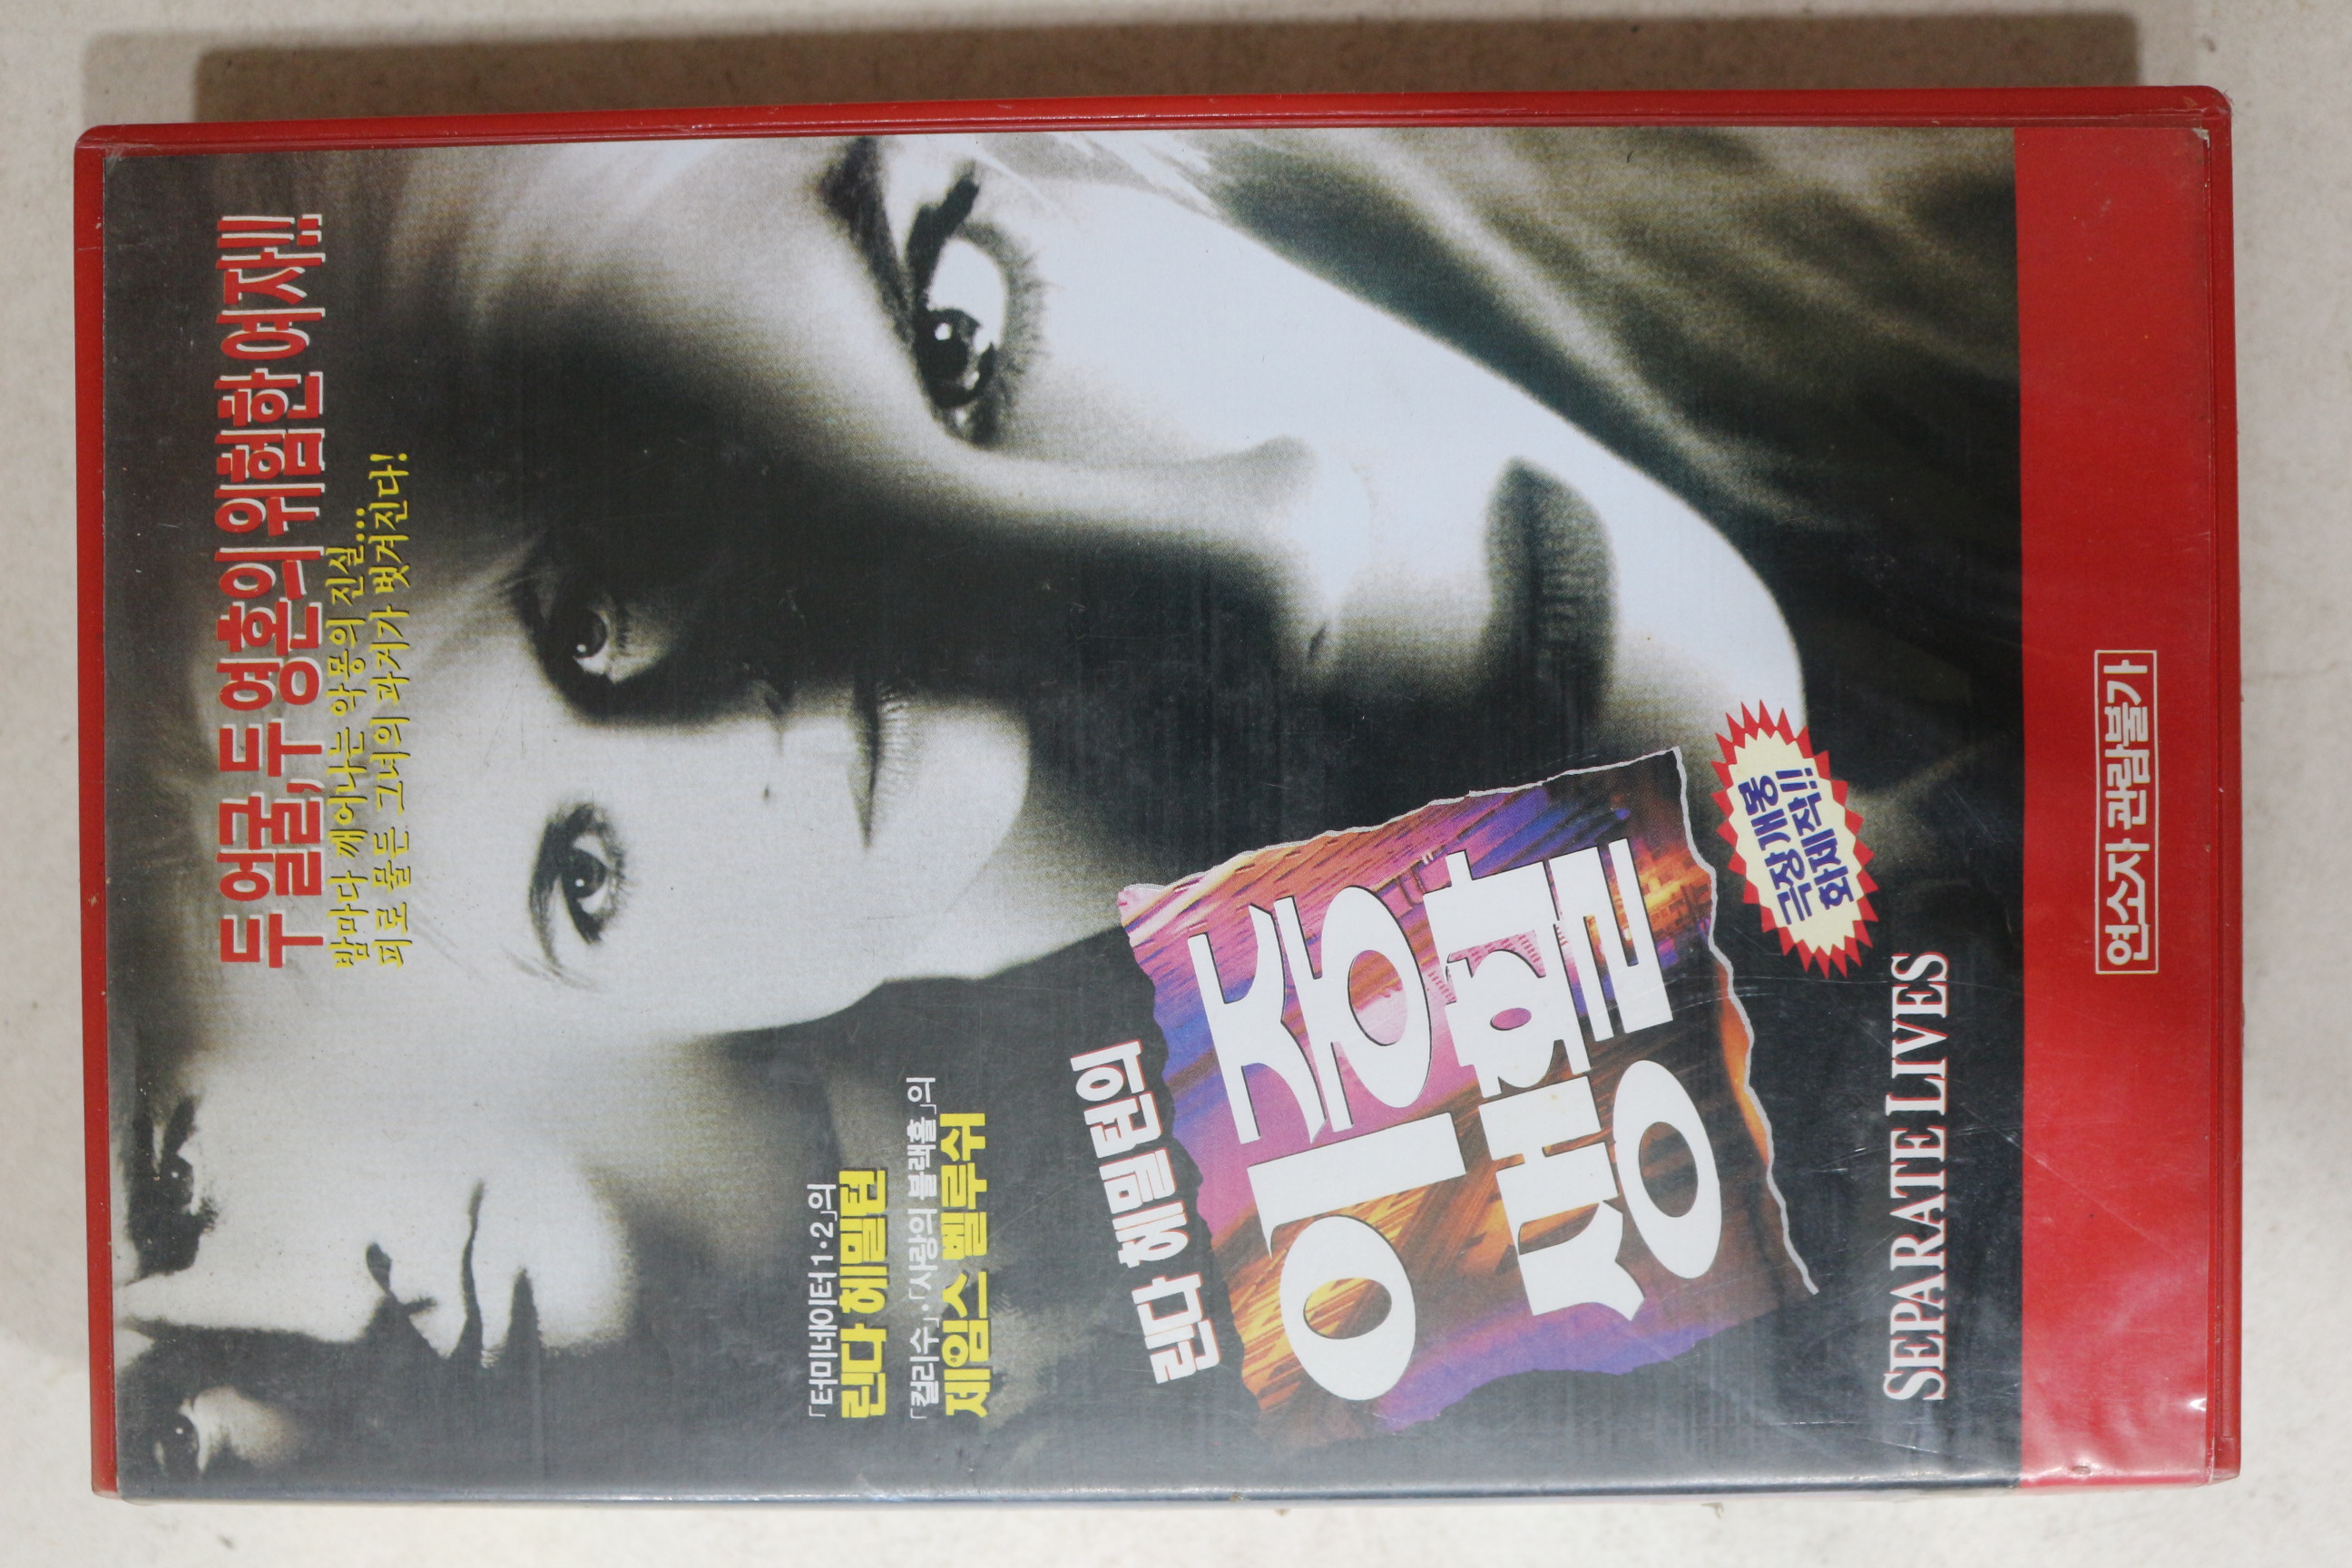 두 얼굴, 두 영혼의 위험한 여자!!
밤마다 깨어나는 악몽의 진실...
피로 물든 그녀의 과거가 벗겨진다!
「터미네이터 1·2」의
린다 헤밀턴
「컬리수」·「사랑의 블랙홀」의
제임스 벨루쉬
린다 헤밀턴의
이중
생활
극장개봉
화제작!!
SEPARATE LIVES
연소자 관람불가